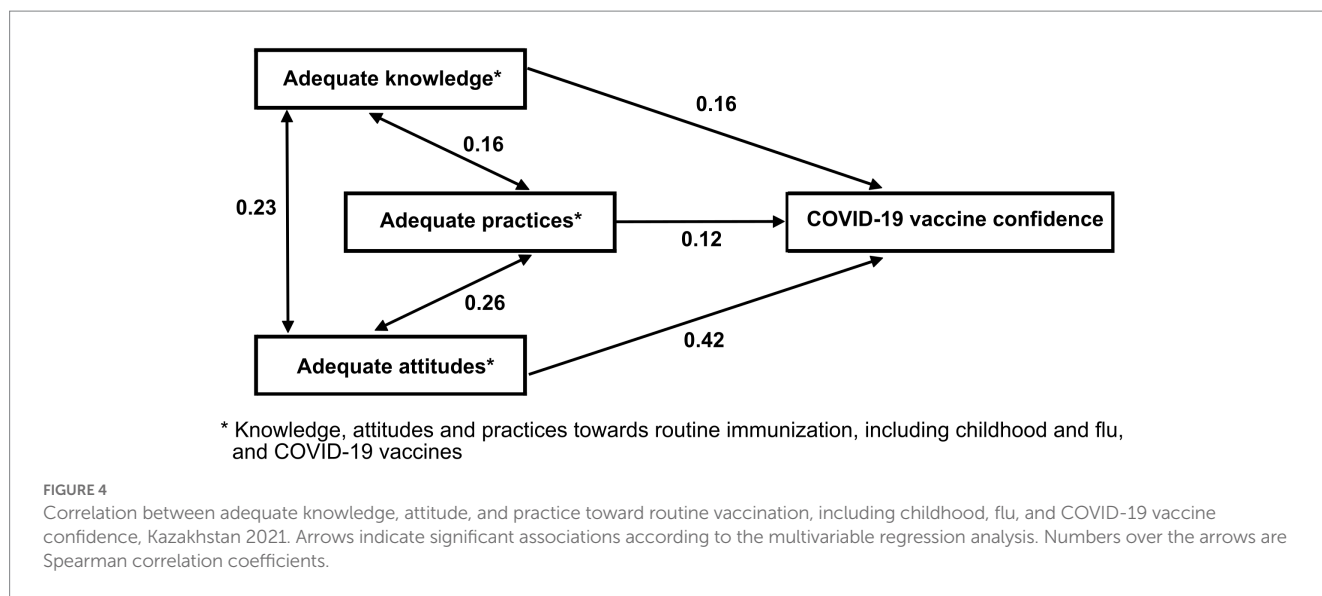 Adequate knowledge*
0.16
0.16
0.23
Adequate practices*
COVID-19 vaccine confidence
0.12
0.26
0.42
Adequate attitudes*
* Knowledge, attitudes and practices towards routine immunization, including childhood and flu,
and COVID-19 vaccines
FIGURE 4
Correlation between adequate knowledge, attitude, and practice toward routine vaccination, including childhood, flu, and COVID-19 vaccine
confidence, Kazakhstan 2021. Arrows indicate significant associations according to the multivariable regression analysis. Numbers over the arrows are
Spearman correlation coefficients.